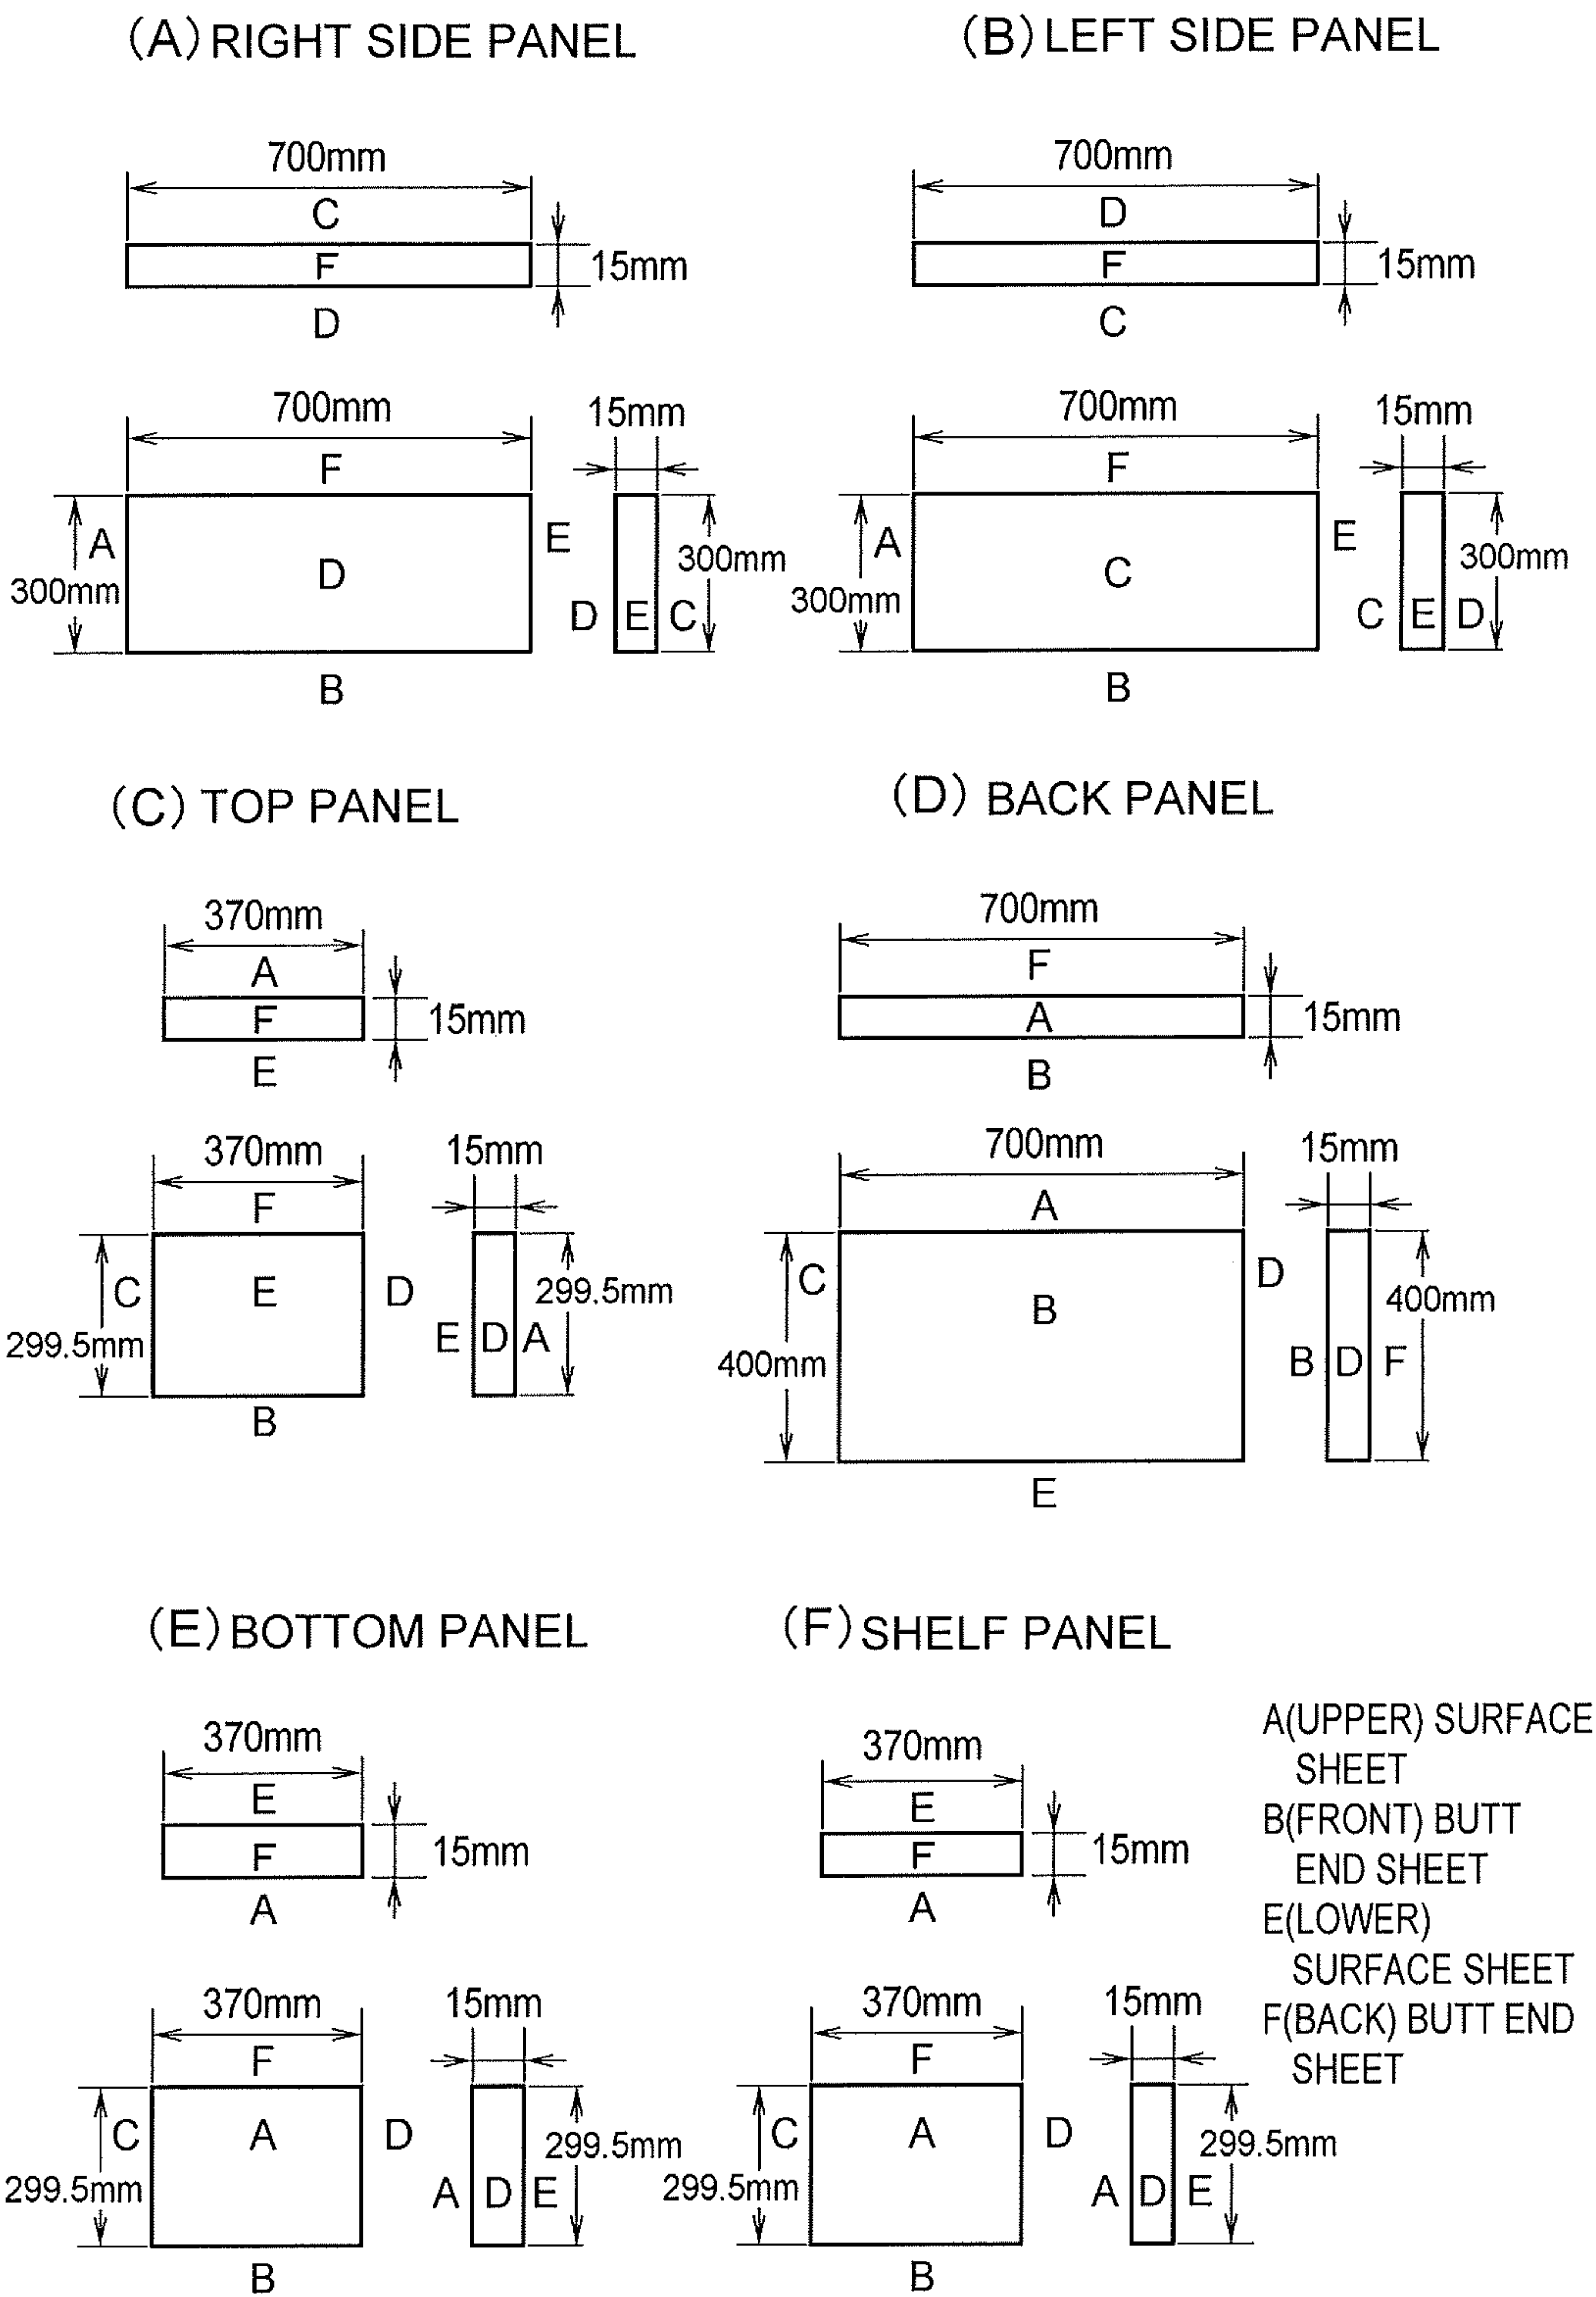 (A) RIGHT SIDE PANEL
700mm
C
F
15mm
D
700mm
15mm
F
A
E
D
300mm
300mm
D
E
C
B
(B) LEFT SIDE PANEL
700mm
D
F
15mm
C
700mm
15mm
F
A
E
C
300mm
300mm
C
E
D
B
(C) TOP PANEL
370mm
A
F
15mm
E
370mm
15mm
F
C
E
D
299.5mm
299.5mm
E
D
A
B
(D) BACK PANEL
700mm
F
A
15mm
B
700mm
15mm
A
C
D
B
400mm
400mm
B
D
F
E
(E) BOTTOM PANEL
370mm
E
F
15mm
A
370mm
15mm
F
C
A
D
299.5mm
299.5mm
A
D
E
B
(F) SHELF PANEL
370mm
E
F
15mm
A
370mm
15mm
F
C
A
D
299.5mm
299.5mm
A
D
E
B
A(UPPER) SURFACE
SHEET
B(FRONT) BUTT
END SHEET
E(LOWER)
SURFACE SHEET
F(BACK) BUTT END
SHEET